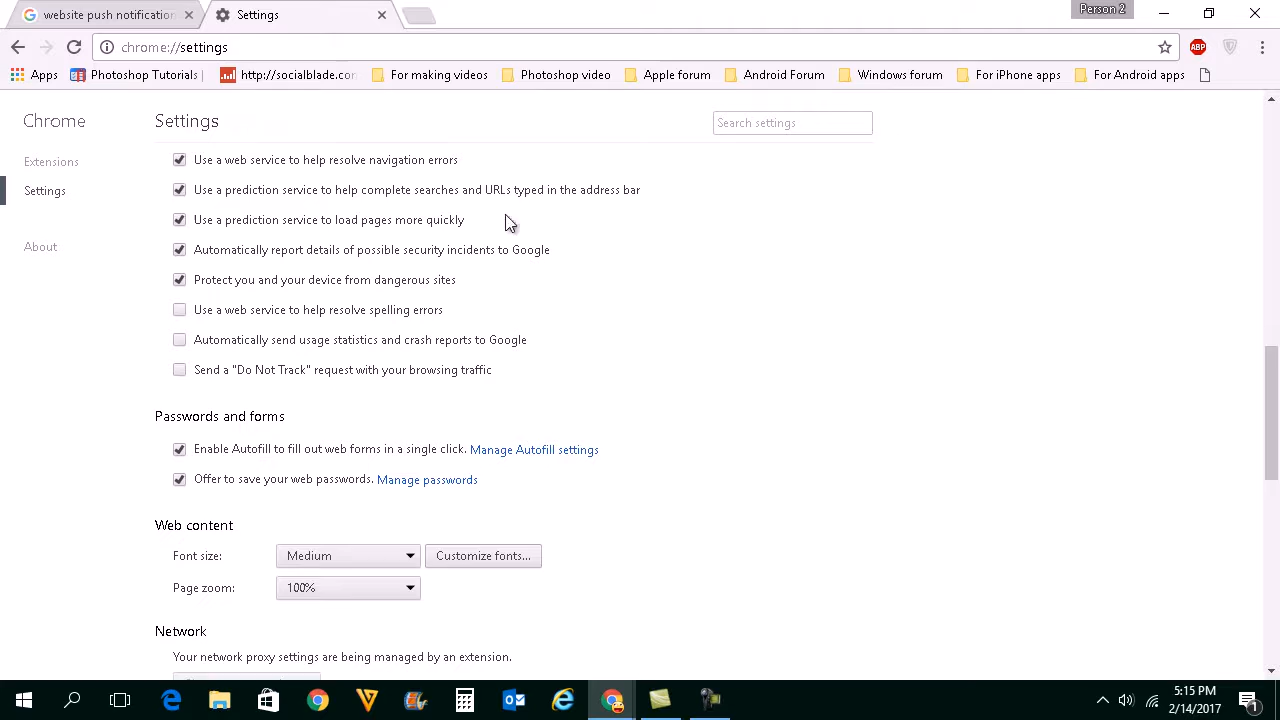 website push notification
Settings
Person 2
chrome://settings
ABP
Apps
Photoshop Tutorials
http://socialblade.co
For making videos
Photoshop video
Apple forum
Android Forum
Windows forum
For iPhone apps
For Android apps
Chrome
Settings
Search settings
Extensions
Settings
About
Use a web service to help resolve navigation errors
Use a prediction service to help complete searches and URLs typed in the address bar
Use a prediction service to load pages more quickly
Automatically report details of possible security incidents to Google
Protect you and your device from dangerous sites
Use a web service to help resolve spelling errors
Automatically send usage statistics and crash reports to Google
Send a "Do Not Track" request with your browsing traffic
Passwords and forms
Enable Autofill to fill out web forms in a single click. Manage Autofill settings
Offer to save your web passwords. Manage passwords
Web content
Font size: Medium Customize fonts...
Page zoom: 100%
Network
Your network proxy settings are being managed by an extension.
5:15 PM
2/14/2017
1